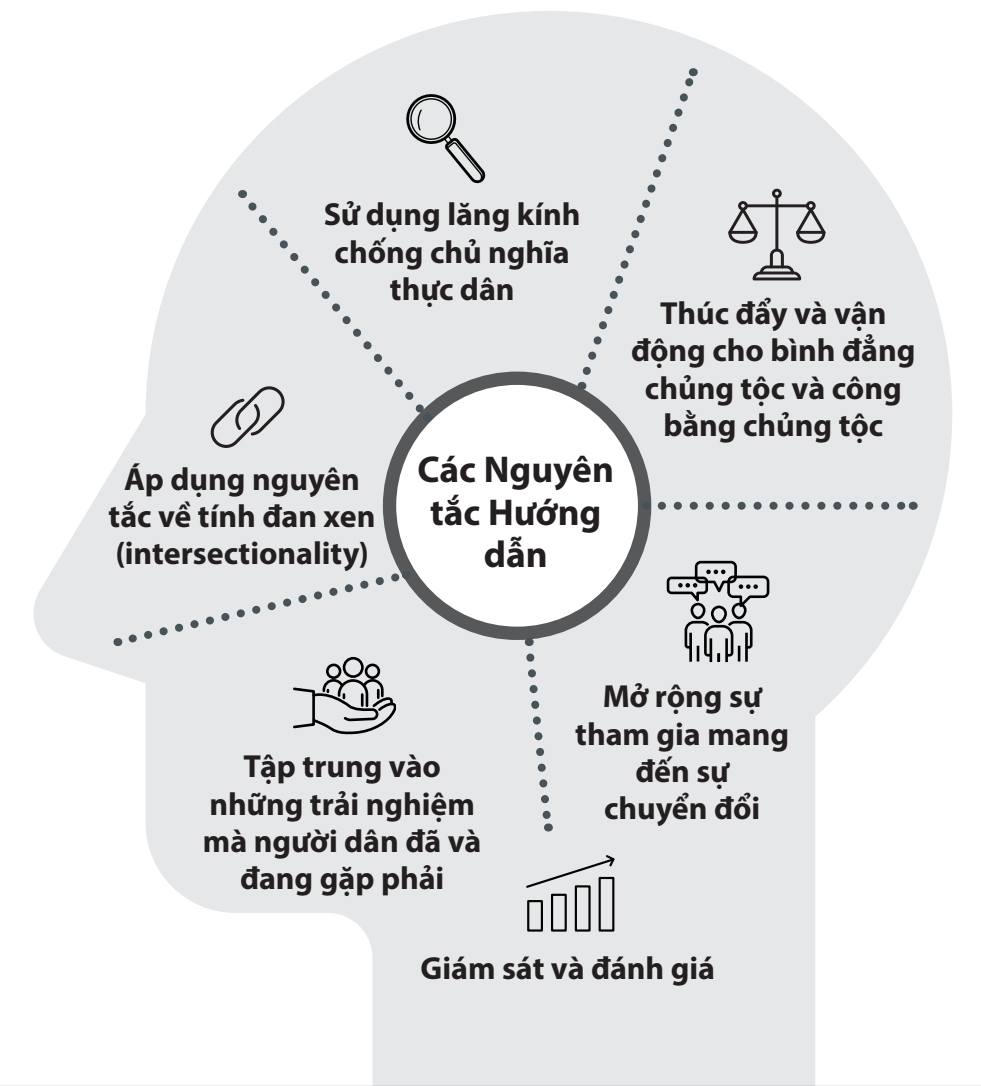 Sử dụng lăng kính
chống chủ nghĩa
thực dân
Thúc đẩy và vận
động cho bình đẳng
chủng tộc và công
bằng chủng tộc
Áp dụng nguyên
tắc về tính đan xen
(intersectionality)
Các Nguyên
tắc Hướng
dẫn
Mở rộng sự
tham gia mang
đến sự
chuyển đổi
Tập trung vào
những trải nghiệm
mà người dân đã và
đang gặp phải
Giám sát và đánh giá